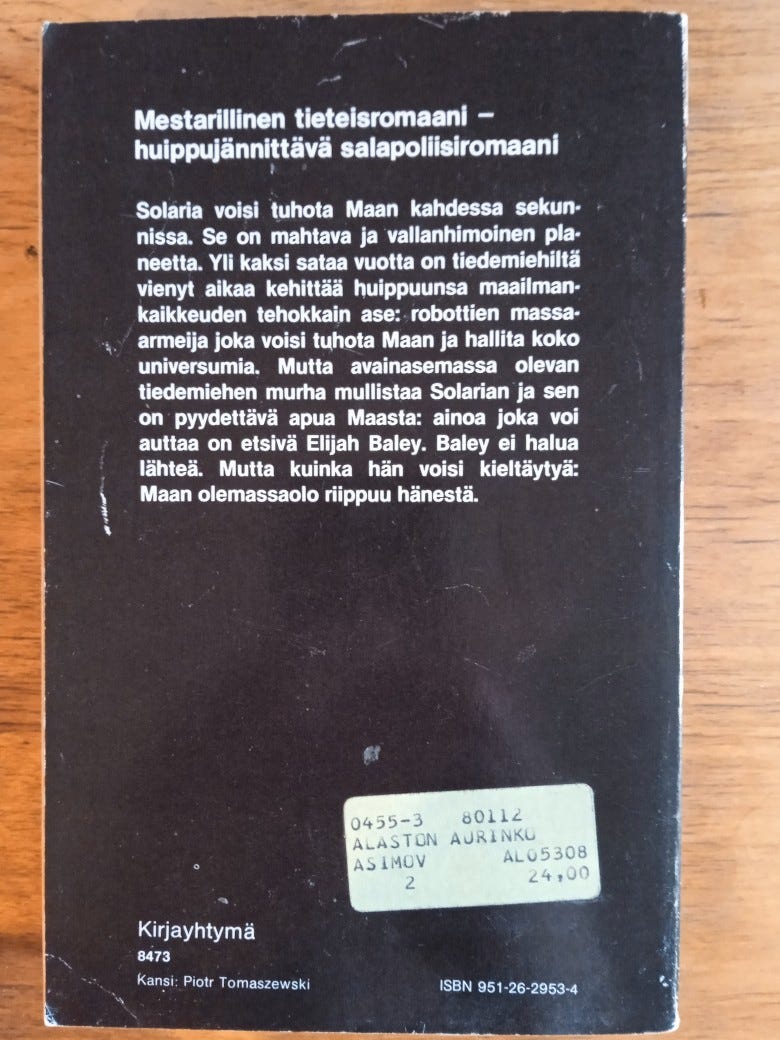 Mestarillinen tieteisromaani –
huippujännittävä salapoliisiromaani
Solaria voisi tuhota Maan kahdessa sekun-
nissa. Se on mahtava ja vallanhimoinen pla-
neetta. Yli kaksi sataa vuotta on tiedemiehiltä
vienyt aikaa kehittää huippuunsa maailman-
kaikkeuden tehokkain ase: robottien massa-
armeija joka voisi tuhota Maan ja hallita koko
universumia. Mutta avainasemassa olevan
tiedemiehen murha mullistaa Solarian ja sen
on pyydettävä apua Maasta: ainoa joka voi
auttaa on etsivä Elijah Baley. Baley ei halua
lähteä. Mutta kuinka hän voisi kieltäytyä:
Maan olemassaolo riippuu hänestä.
0455-3 80112
ALASTON AURINKO
ASIMOV AL05308
2 24,00
Kirjayhtymä
8473
Kansi: Piotr Tomaszewski
ISBN 951-26-2953-4